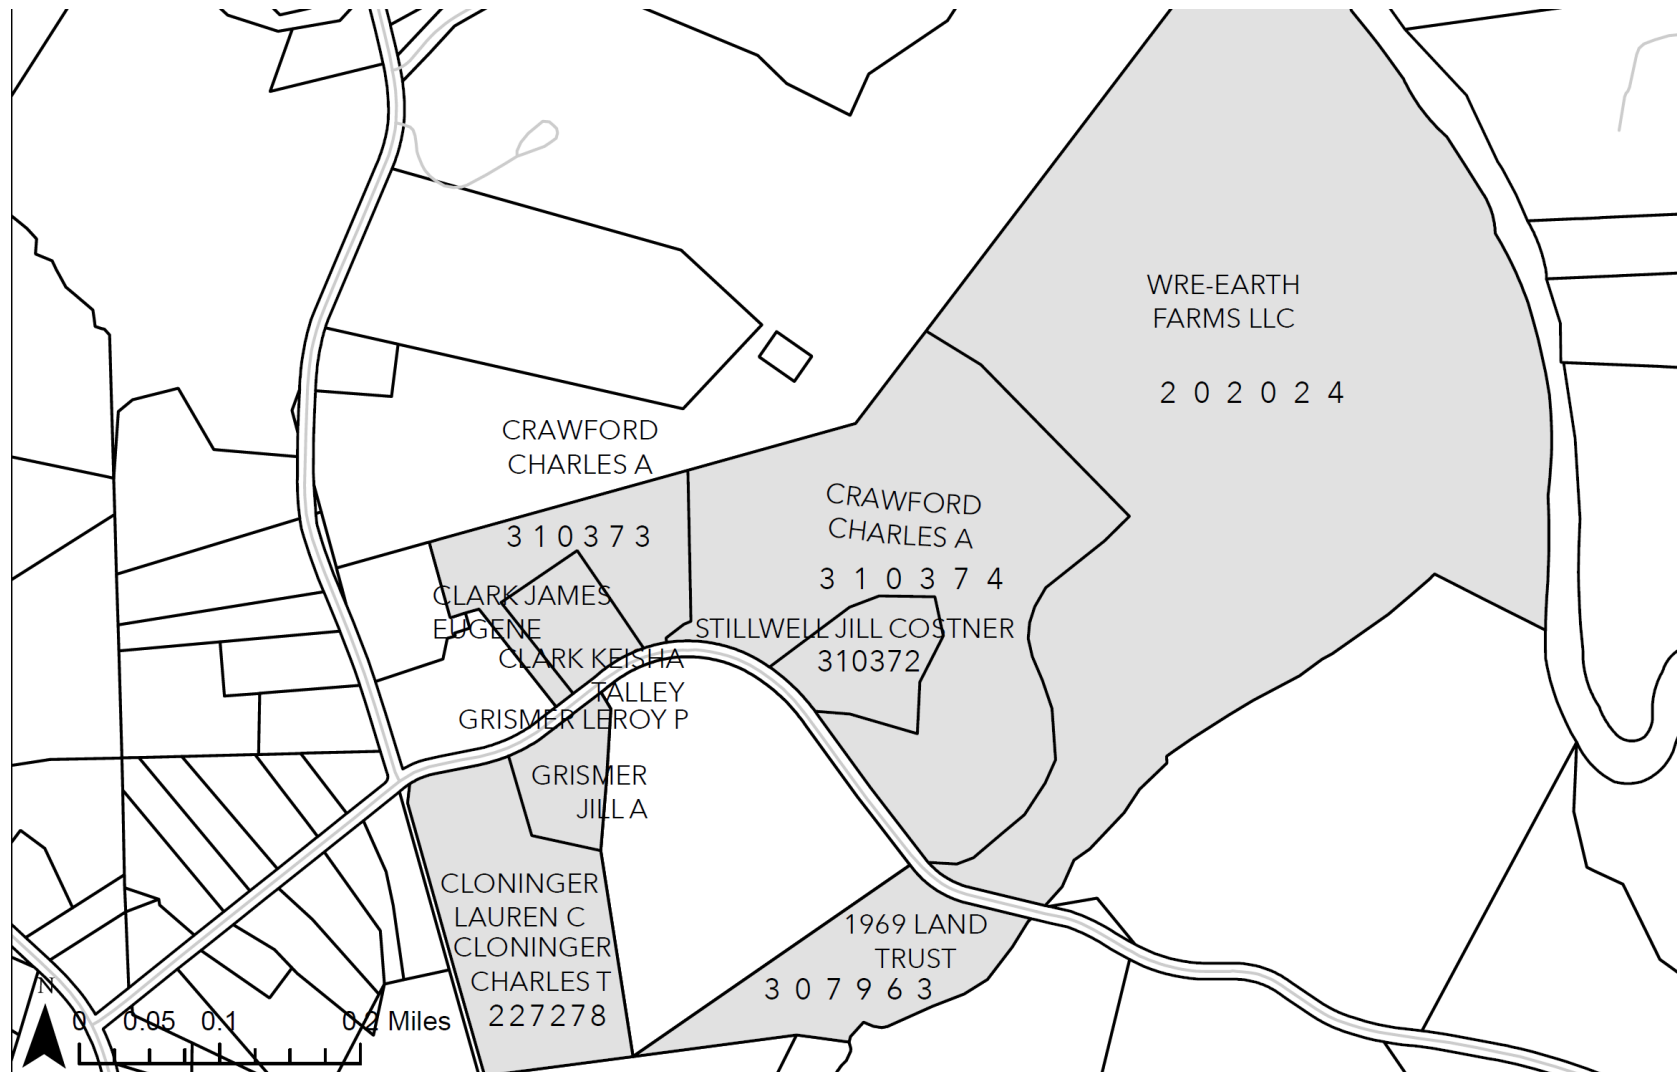 WRE-EARTH
FARMS LLC
2 0 2 0 2 4
CRAWFORD
CHARLES A
3 1 0 3 7 3
CRAWFORD
CHARLES A
3 1 0 3 7 4
CLARK JAMES
EUGENE
STILLWELL JILL COSTNER
310372
CLARK KEISHA
TALLEY
GRISMER LEROY P
GRISMER
JILL A
CLONINGER
LAUREN C
CLONINGER
CHARLES T
227278
1969 LAND
TRUST
3 0 7 9 6 3
N
0 0.05 0.1 0.2 Miles